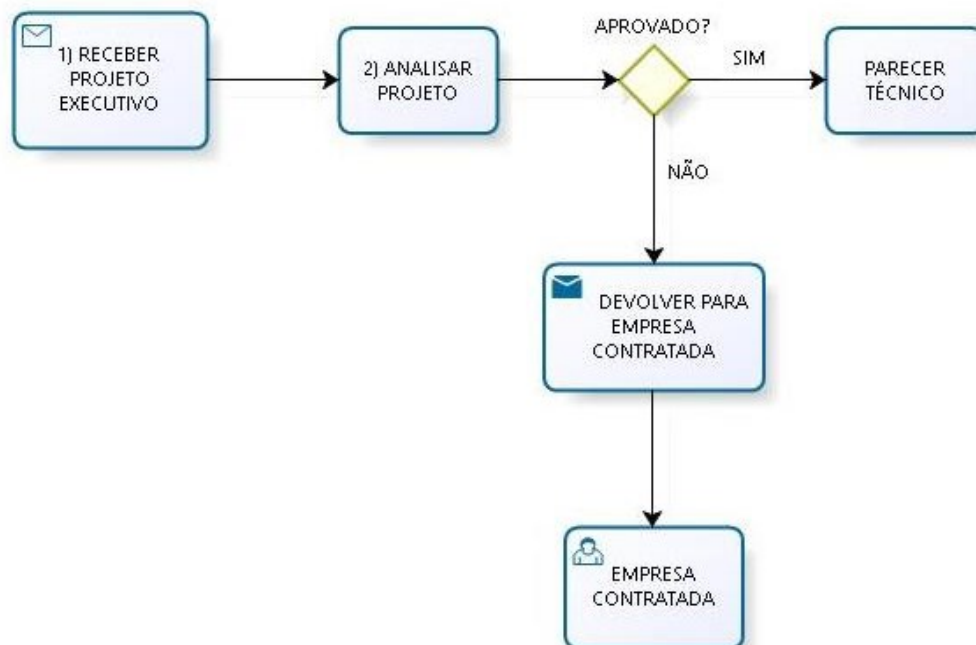 1) RECEBER
PROJETO
EXECUTIVO
2) ANALISAR
PROJETO
APROVADO?
SIM
PARECER
TÉCNICO
NÃO
DEVOLVER PARA
EMPRESA
CONTRATADA
EMPRESA
CONTRATADA